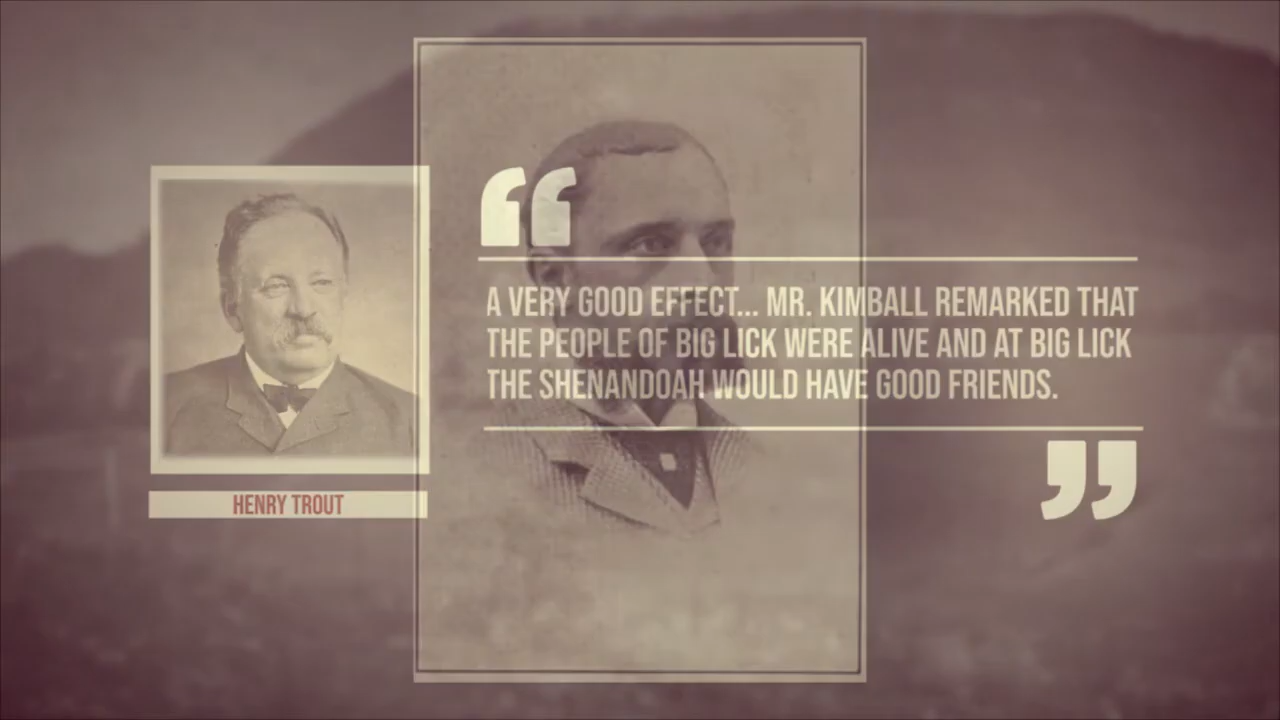 “
A VERY GOOD EFFECT... MR. KIMBALL REMARKED THAT
THE PEOPLE OF BIG LICK WERE ALIVE AND AT BIG LICK
THE SHENANDOAH WOULD HAVE GOOD FRIENDS.
”
HENRY TROUT